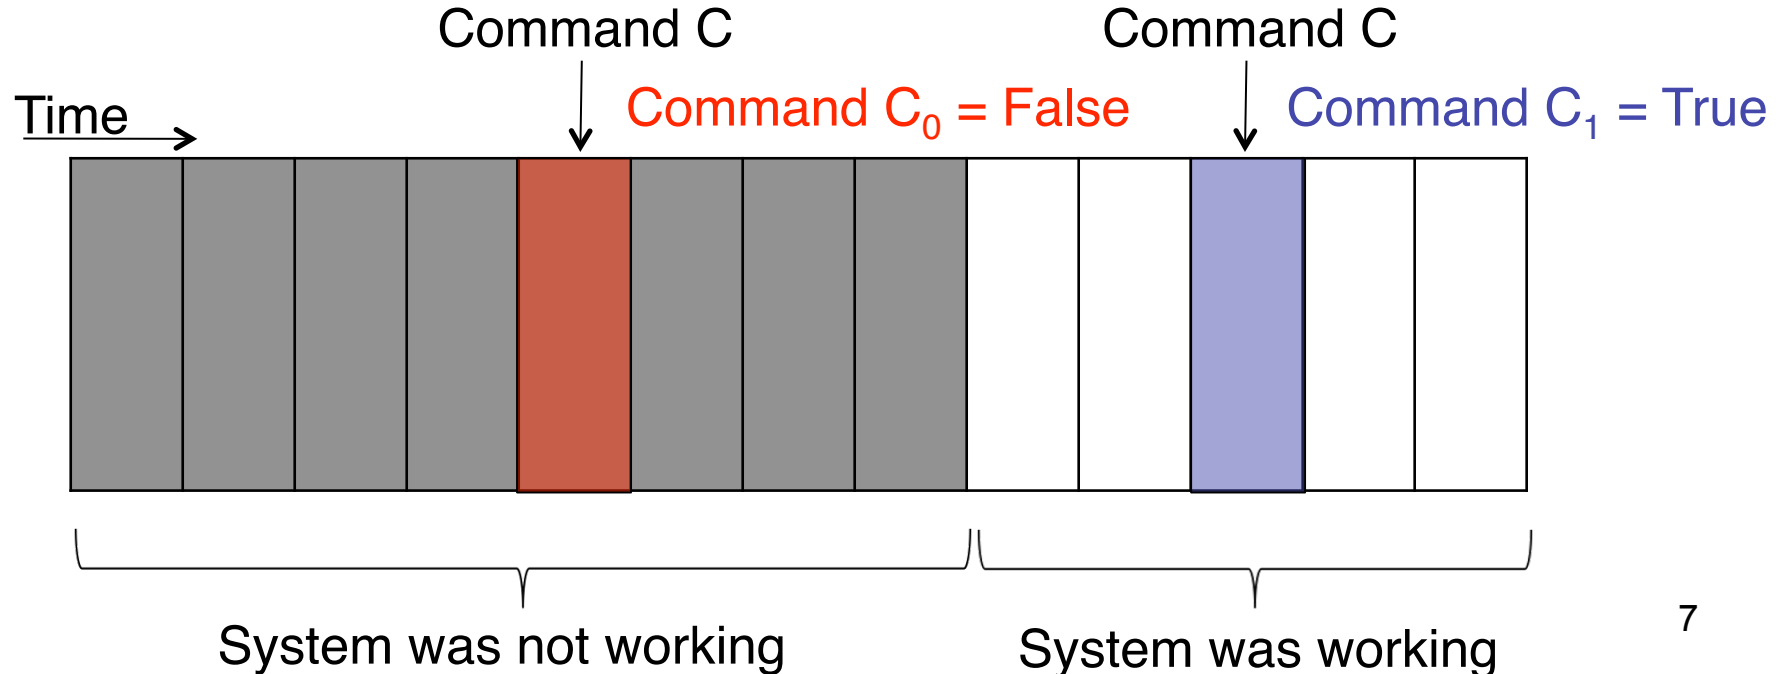 Command C
Command C
Time
Command C₀ = False
Command C₁ = True
System was not working
System was working
7